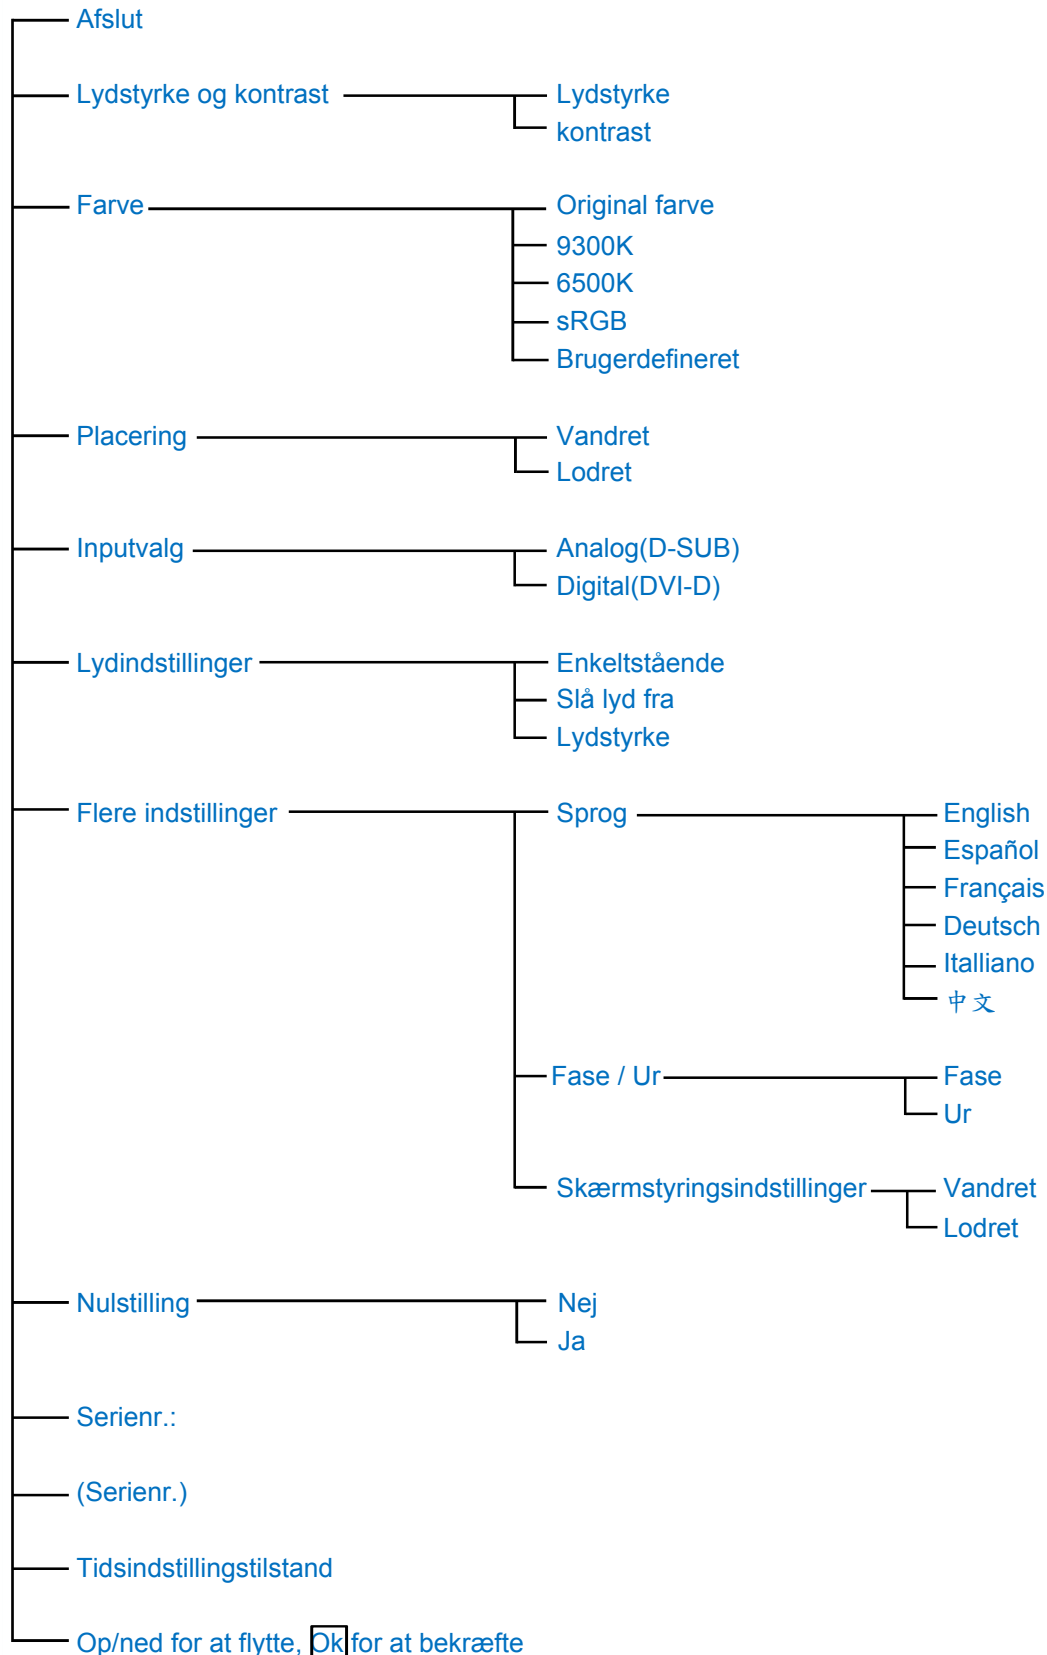 Afslut
Lydstyrke og kontrast
Lydstyrke
kontrast
Farve
Original farve
9300K
6500K
sRGB
Brugerdefineret
Placering
Vandret
Lodret
Inputvalg
Analog(D-SUB)
Digital(DVI-D)
Lydindstillinger
Enkeltstående
Slå lyd fra
Lydstyrke
Flere indstillinger
Sprog
English
Español
Français
Deutsch
Italliano
中文
Fase / Ur
Fase
Ur
Skærmstyringsindstillinger
Vandret
Lodret
Nulstilling
Nej
Ja
Serienr.:
(Serienr.)
Tidsindstillingstilstand
Op/ned for at flytte, Ok for at bekræfte